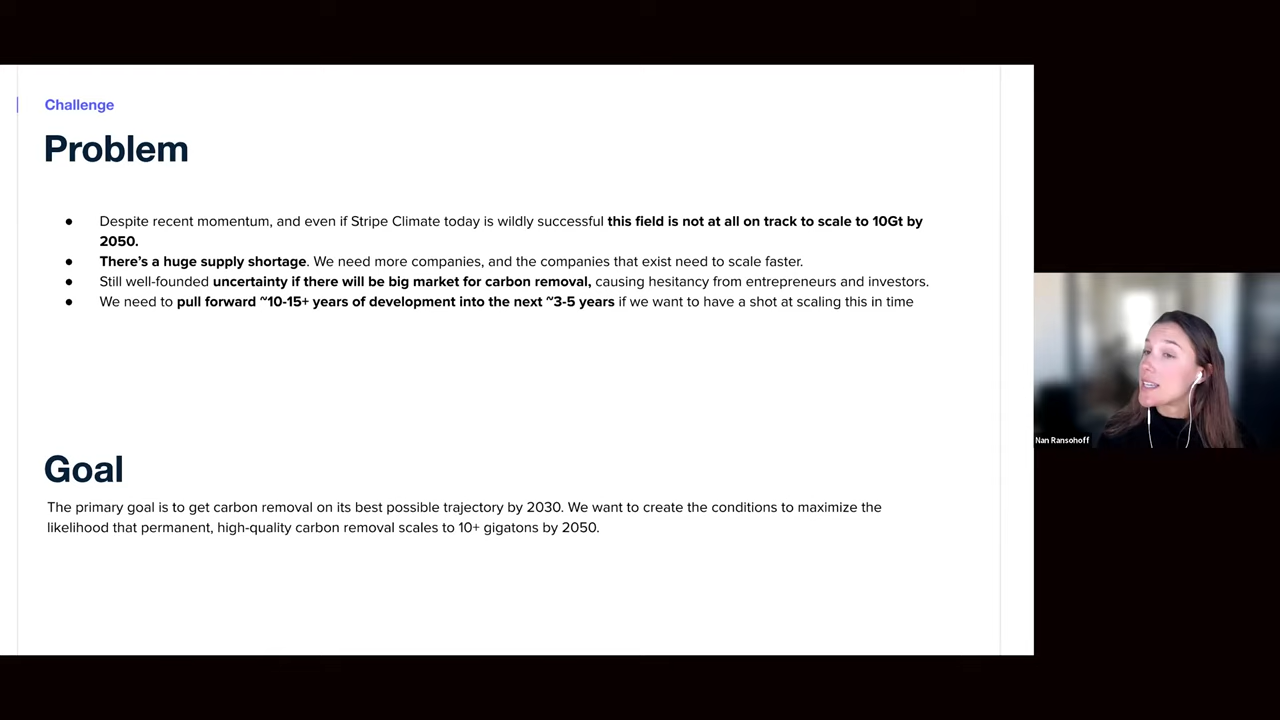 Challenge
Problem
● Despite recent momentum, and even if Stripe Climate today is wildly successful this field is not at all on track to scale to 10Gt by
2050.
● There's a huge supply shortage. We need more companies, and the companies that exist need to scale faster.
● Still well-founded uncertainty if there will be big market for carbon removal, causing hesitancy from entrepreneurs and investors.
● We need to pull forward ~10-15+ years of development into the next ~3-5 years if we want to have a shot at scaling this in time
Nan Ransohoff
Goal
The primary goal is to get carbon removal on its best possible trajectory by 2030. We want to create the conditions to maximize the
likelihood that permanent, high-quality carbon removal scales to 10+ gigatons by 2050.